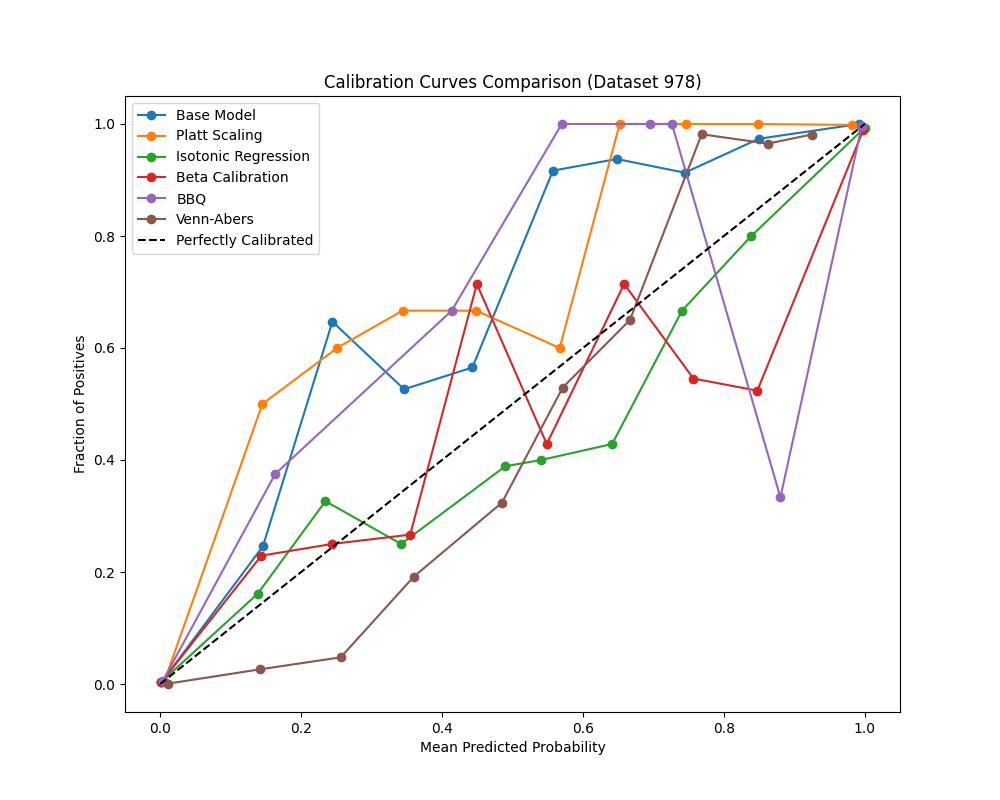 Calibration Curves Comparison (Dataset 978)
Base Model
Platt Scaling
Isotonic Regression
Beta Calibration
BBQ
Venn-Abers
Perfectly Calibrated
Fraction of Positives
1.0
0.8
0.6
0.4
0.2
0.0
0.0 0.2 0.4 0.6 0.8 1.0
Mean Predicted Probability